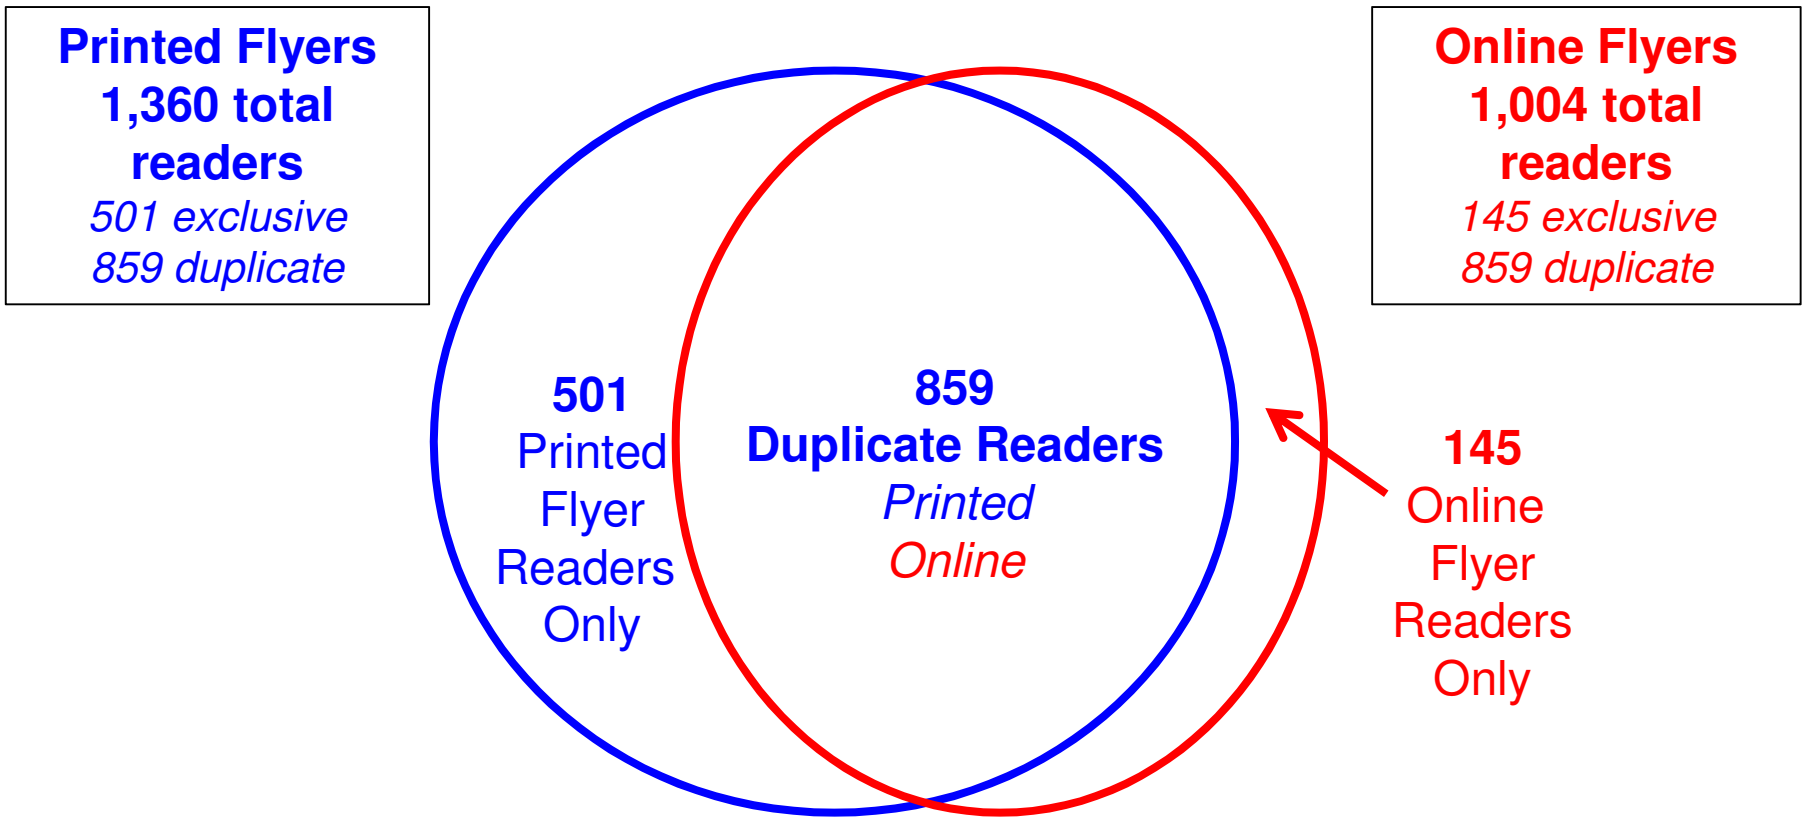 Printed Flyers
1,360 total
readers
501 exclusive
859 duplicate
Online Flyers
1,004 total
readers
145 exclusive
859 duplicate
501
Printed
Flyer
Readers
Only
859
Duplicate Readers
Printed
Online
145
Online
Flyer
Readers
Only